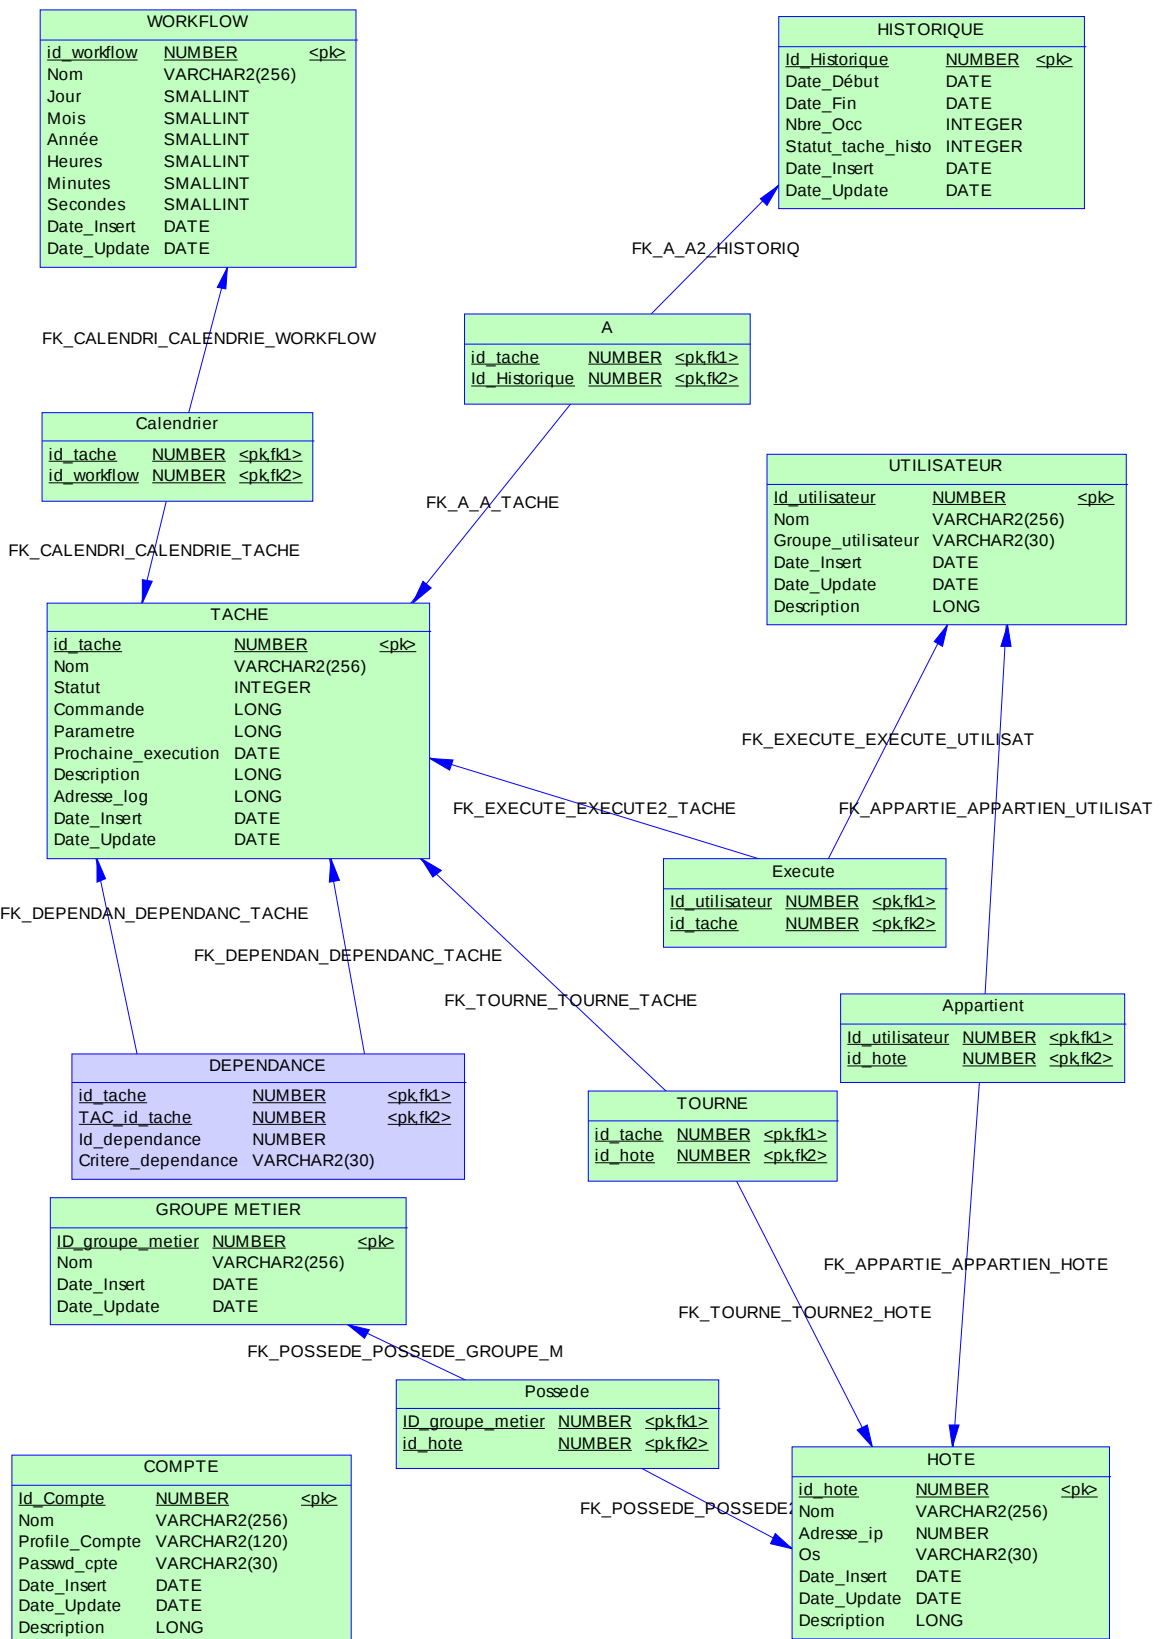 WORKFLOW
id_workflow NUMBER <pk>
Nom VARCHAR2(256)
Jour SMALLINT
Mois SMALLINT
Année SMALLINT
Heures SMALLINT
Minutes SMALLINT
Secondes SMALLINT
Date_Insert DATE
Date_Update DATE
HISTORIQUE
Id_Historique NUMBER <pk>
Date_Début DATE
Date_Fin DATE
Nbre_Occ INTEGER
Statut_tache_histo INTEGER
Date_Insert DATE
Date_Update DATE
FK_A_A2_HISTORIQ
FK_CALENDRI_CALENDRIE_WORKFLOW
A
id_tache NUMBER <pk,fk1>
Id_Historique NUMBER <pk,fk2>
Calendrier
id_tache NUMBER <pk,fk1>
id_workflow NUMBER <pk,fk2>
FK_A_A_TACHE
FK_CALENDRI_CALENDRIE_TACHE
UTILISATEUR
Id_utilisateur NUMBER <pk>
Nom VARCHAR2(256)
Groupe_utilisateur VARCHAR2(30)
Date_Insert DATE
Date_Update DATE
Description LONG
TACHE
id_tache NUMBER <pk>
Nom VARCHAR2(256)
Statut INTEGER
Commande LONG
Parametre LONG
Prochaine_execution DATE
Description LONG
Adresse_log LONG
Date_Insert DATE
Date_Update DATE
FK_EXECUTE_EXECUTE_UTILISAT
FK_EXECUTE_EXECUTE2_TACHE
FK_APPARTIE_APPARTIEN_UTILISAT
Execute
Id_utilisateur NUMBER <pk,fk1>
id_tache NUMBER <pk,fk2>
FK_DEPENDAN_DEPENDANC_TACHE
FK_DEPENDAN_DEPENDANC_TACHE
FK_TOURNE_TOURNE_TACHE
Appartient
Id_utilisateur NUMBER <pk,fk1>
id_hote NUMBER <pk,fk2>
DEPENDANCE
id_tache NUMBER <pk,fk1>
TAC_id_tache NUMBER <pk,fk2>
Id_dependance NUMBER
Critere_dependance VARCHAR2(30)
TOURNE
id_tache NUMBER <pk,fk1>
id_hote NUMBER <pk,fk2>
GROUPE METIER
ID_groupe_metier NUMBER <pk>
Nom VARCHAR2(256)
Date_Insert DATE
Date_Update DATE
FK_APPARTIE_APPARTIEN_HOTE
FK_TOURNE_TOURNE2_HOTE
FK_POSSEDE_POSSEDE_GROUPE_M
Possede
ID_groupe_metier NUMBER <pk,fk1>
id_hote NUMBER <pk,fk2>
FK_POSSEDE_POSSEDE2
COMPTE
Id_Compte NUMBER <pk>
Nom VARCHAR2(256)
Profile_Compte VARCHAR2(120)
Passwd_cpte VARCHAR2(30)
Date_Insert DATE
Date_Update DATE
Description LONG
HOTE
id_hote NUMBER <pk>
Nom VARCHAR2(256)
Adresse_ip NUMBER
Os VARCHAR2(30)
Date_Insert DATE
Date_Update DATE
Description LONG